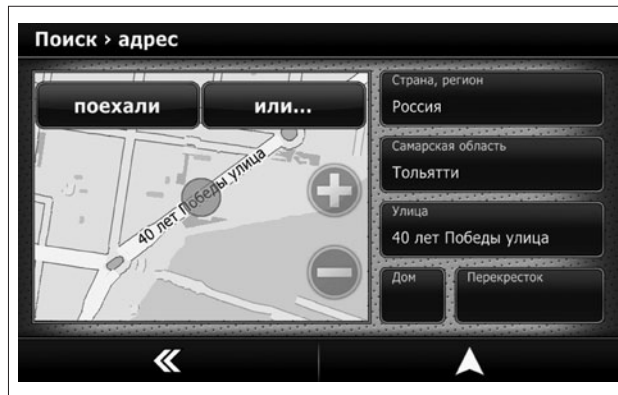 Поиск › адрес
поехали
или...
40 лет Победы улица
Страна, регион
Россия
Самарская область
Тольятти
Улица
40 лет Победы улица
Дом
Перекресток